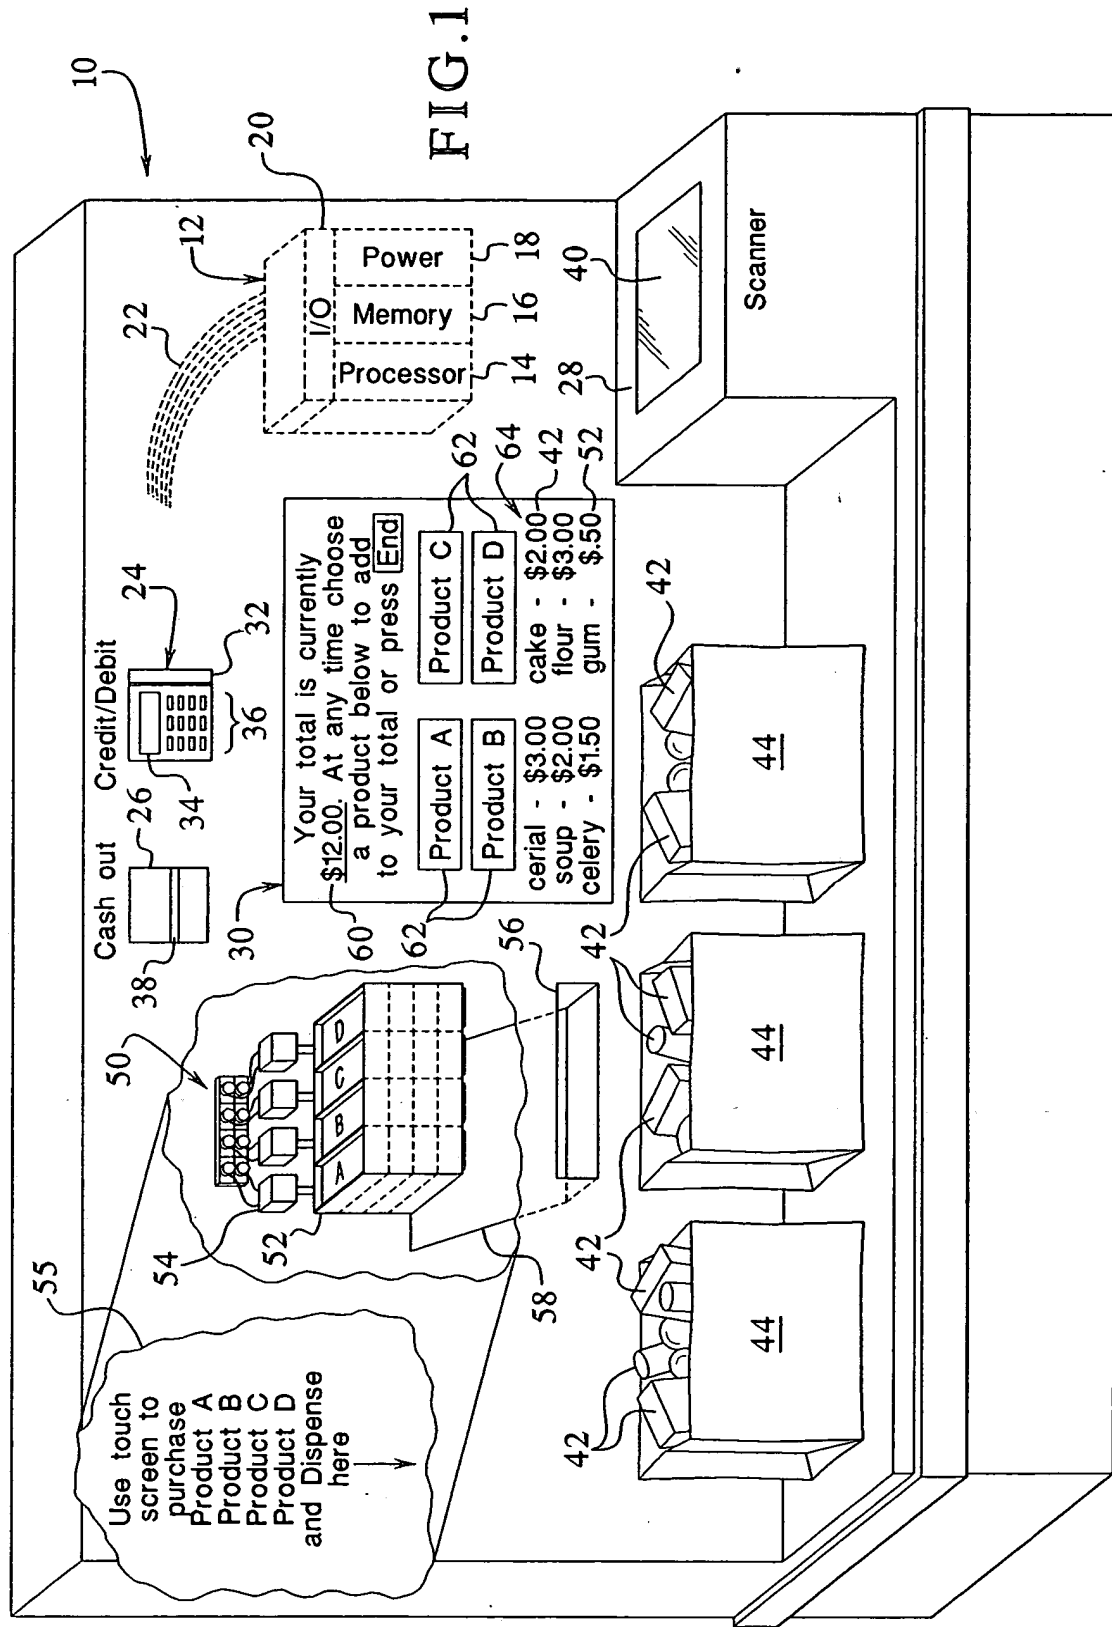 FIG.1
10
12
22
20
I/O
Processor
Memory
Power
14
16
18
Cash out
Credit/Debit
26
24
38
34
36
32
30
Your total is currently
$12.00. At any time choose
a product below to add
to your total or press End
60
Product A
Product C
62
Product B
Product D
62
64
cerial - $3.00
cake - $2.00
42
soup - $2.00
flour - $3.00
celery - $1.50
gum - $.50
52
28
40
Scanner
55
Use touch
screen to
purchase
Product A
Product B
Product C
Product D
and Dispense
here
50
54
52
A
B
C
D
58
56
42
42
42
42
42
44
44
44